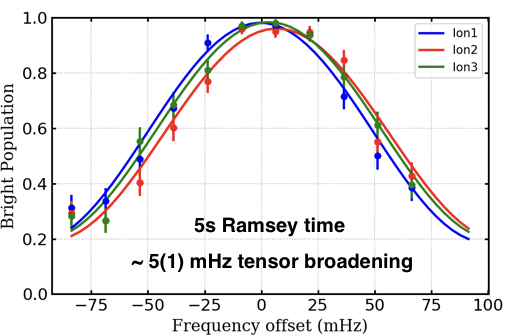 1.0
0.8
0.6
0.4
0.2
0.0
Bright Population
Ion1
Ion2
Ion3
5s Ramsey time
~ 5(1) mHz tensor broadening
−75 −50 −25 0 25 50 75 100
Frequency offset (mHz)